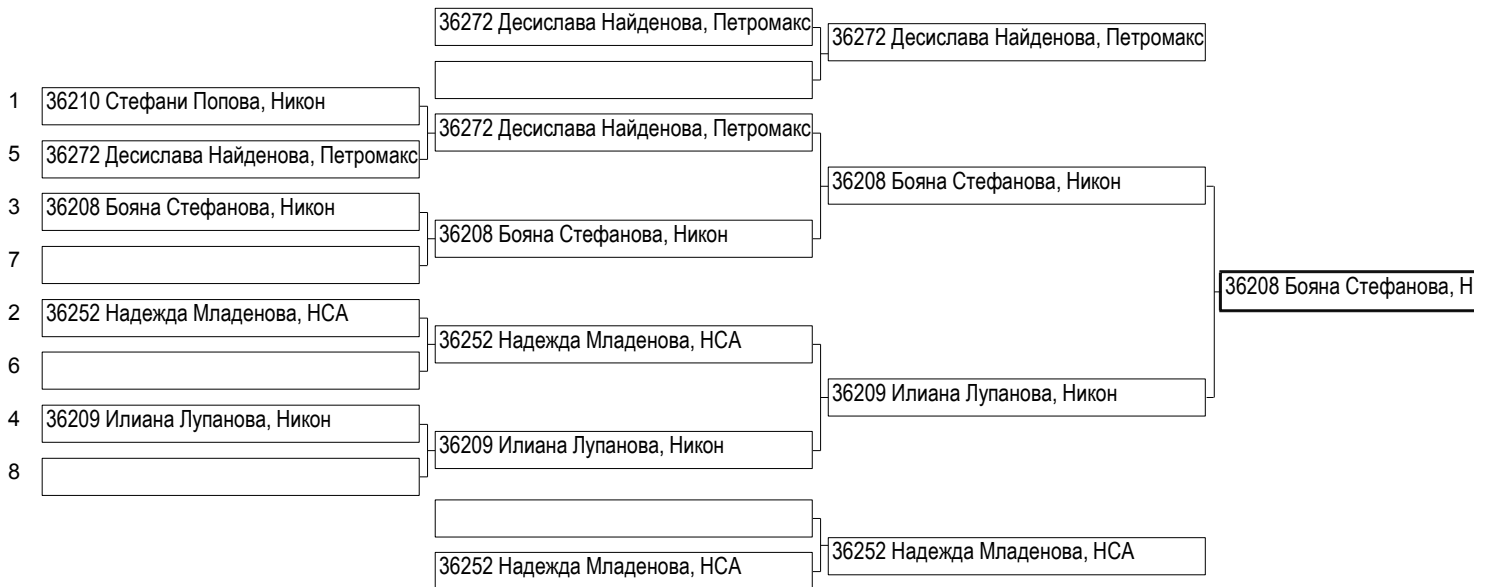 36272 Десислава Найденова, Петромакс
36272 Десислава Найденова, Петромакс
1 36210 Стефани Попова, Никон
36272 Десислава Найденова, Петромакс
5 36272 Десислава Найденова, Петромакс
36208 Бояна Стефанова, Никон
3 36208 Бояна Стефанова, Никон
36208 Бояна Стефанова, Никон
7
36208 Бояна Стефанова, Н
2 36252 Надежда Младенова, НСА
36252 Надежда Младенова, НСА
6
36209 Илиана Лупанова, Никон
4 36209 Илиана Лупанова, Никон
36209 Илиана Лупанова, Никон
8
36252 Надежда Младенова, НСА
36252 Надежда Младенова, НСА